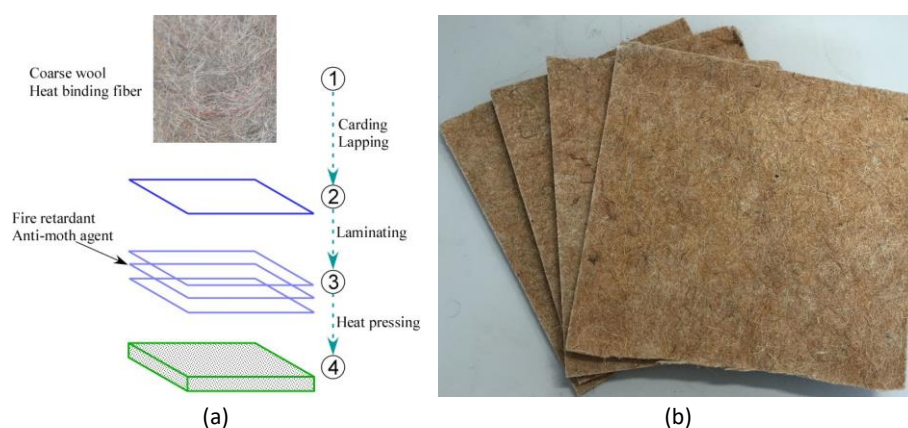 Coarse wool
Heat binding fiber
1
Carding
Lapping
2
Fire retardant
Anti-moth agent
Laminating
3
Heat pressing
4
(a)
(b)